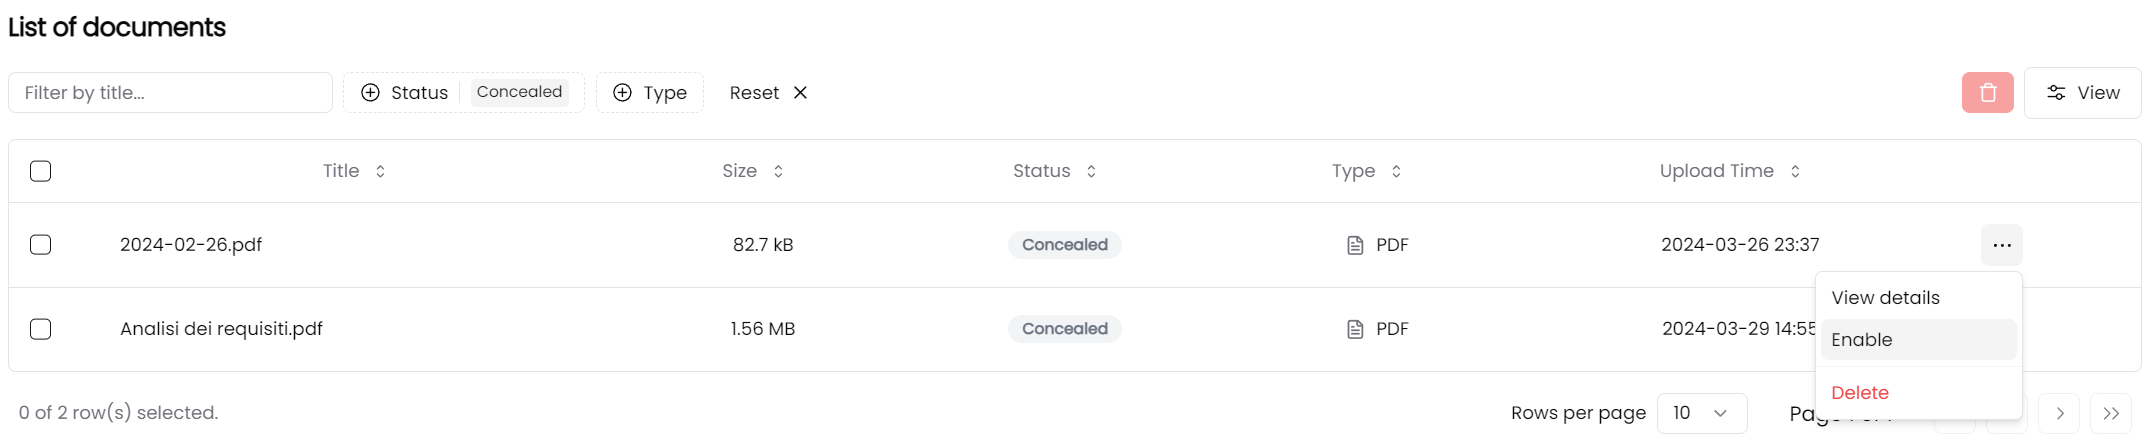 List of documents
Filter by title... Status Concealed Type Reset View
Title Size Status Type Upload Time
2024-02-26.pdf 82.7 kB Concealed PDF 2024-03-26 23:37
View details
Analisi dei requisiti.pdf 1.56 MB Concealed PDF 2024-03-29 14:55
Enable
Delete
0 of 2 row(s) selected. Rows per page 10